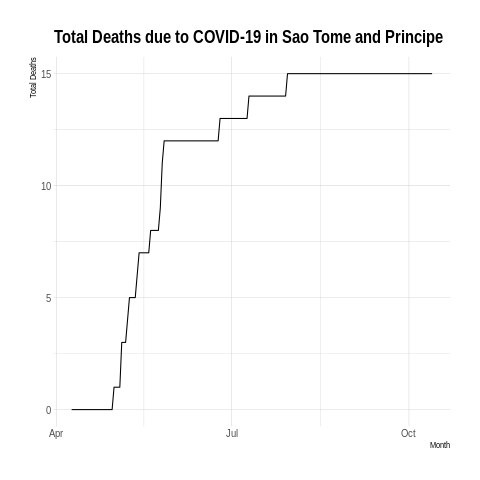 Total Deaths due to COVID-19 in Sao Tome and Principe
Total Deaths
15
10
5
0
Apr
Jul
Oct
Month